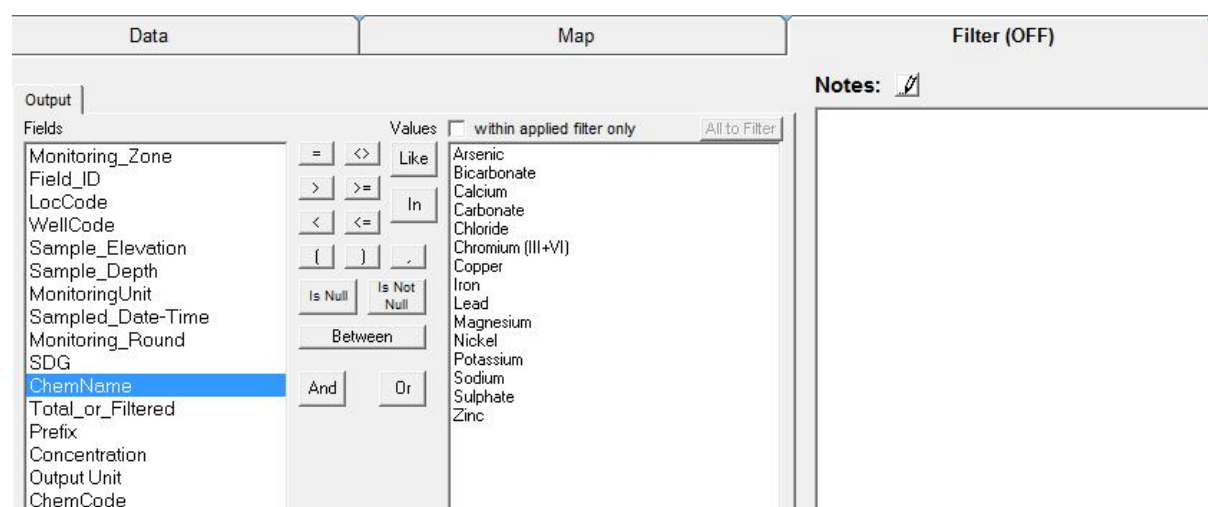 Data
Map
Filter (OFF)
Notes:
Output
Fields
Values
within applied filter only
All to Filter
Monitoring_Zone
Field_ID
LocCode
WellCode
Sample_Elevation
Sample_Depth
MonitoringUnit
Sampled_Date-Time
Monitoring_Round
SDG
ChemName
Total_or_Filtered
Prefix
Concentration
Output Unit
ChemCode
= <> Like
> >= In
< <=
( ) ,
Is Null
Is Not
Null
Between
And Or
Arsenic
Bicarbonate
Calcium
Carbonate
Chloride
Chromium (III+VI)
Copper
Iron
Lead
Magnesium
Nickel
Potassium
Sodium
Sulphate
Zinc